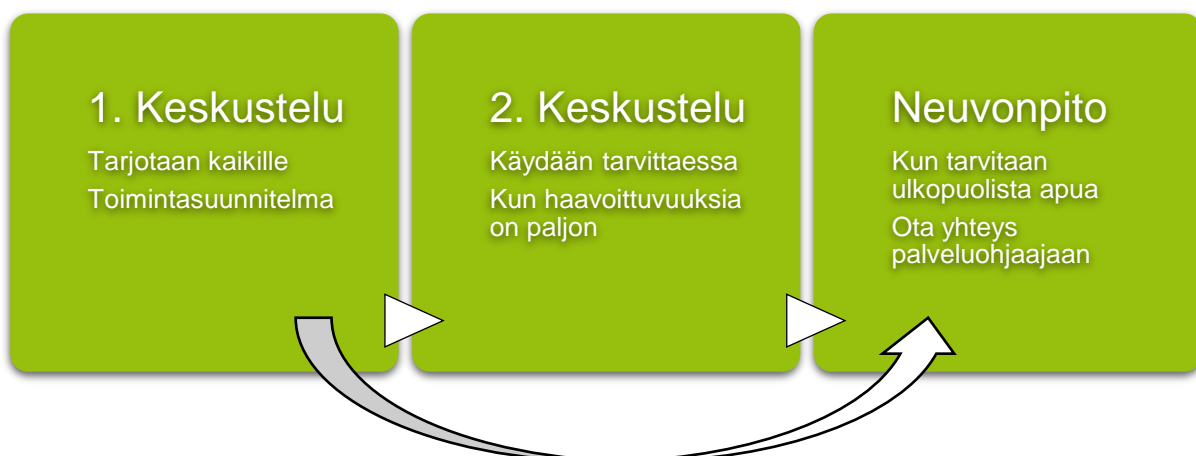 1. Keskustelu
Tarjotaan kaikille
Toimintasuunnitelma
2. Keskustelu
Käydään tarvittaessa
Kun haavoittuvuuksia
on paljon
Neuvonpito
Kun tarvitaan
ulkopuolista apua
Ota yhteys
palveluohjaajaan